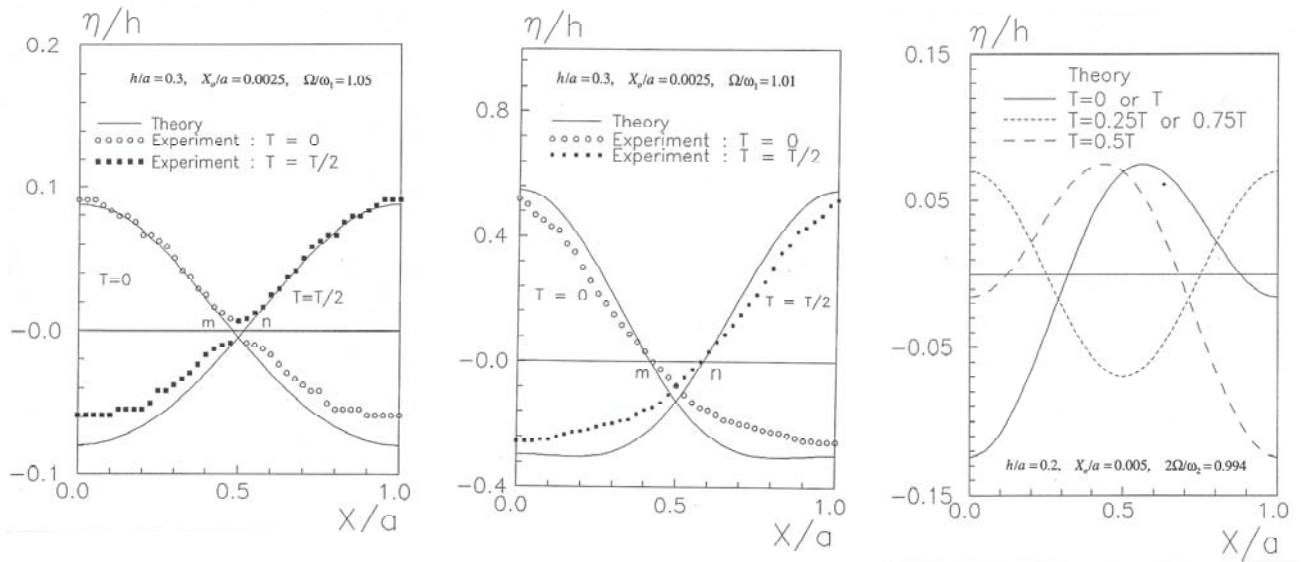 η/h
0.2
0.1
−0.0
−0.1
h/a=0.3, Xₒ/a=0.0025, Ω/ω₁=1.05
Theory
Experiment : T = 0
Experiment : T = T/2
T=0
T=T/2
m
n
0.0
0.5
1.0
X/a
η/h
0.8
0.4
−0.0
−0.4
h/a=0.3, Xₒ/a=0.0025, Ω/ω₁=1.01
Theory
Experiment : T = 0
Experiment : T = T/2
T = 0
T = T/2
m
n
0.0
0.5
1.0
X/a
η/h
0.15
0.05
−0.05
−0.15
Theory
T=0 or T
T=0.25T or 0.75T
T=0.5T
h/a=0.2, Xₒ/a=0.005, 2Ω/ω₂=0.994
0.0
0.5
1.0
X/a